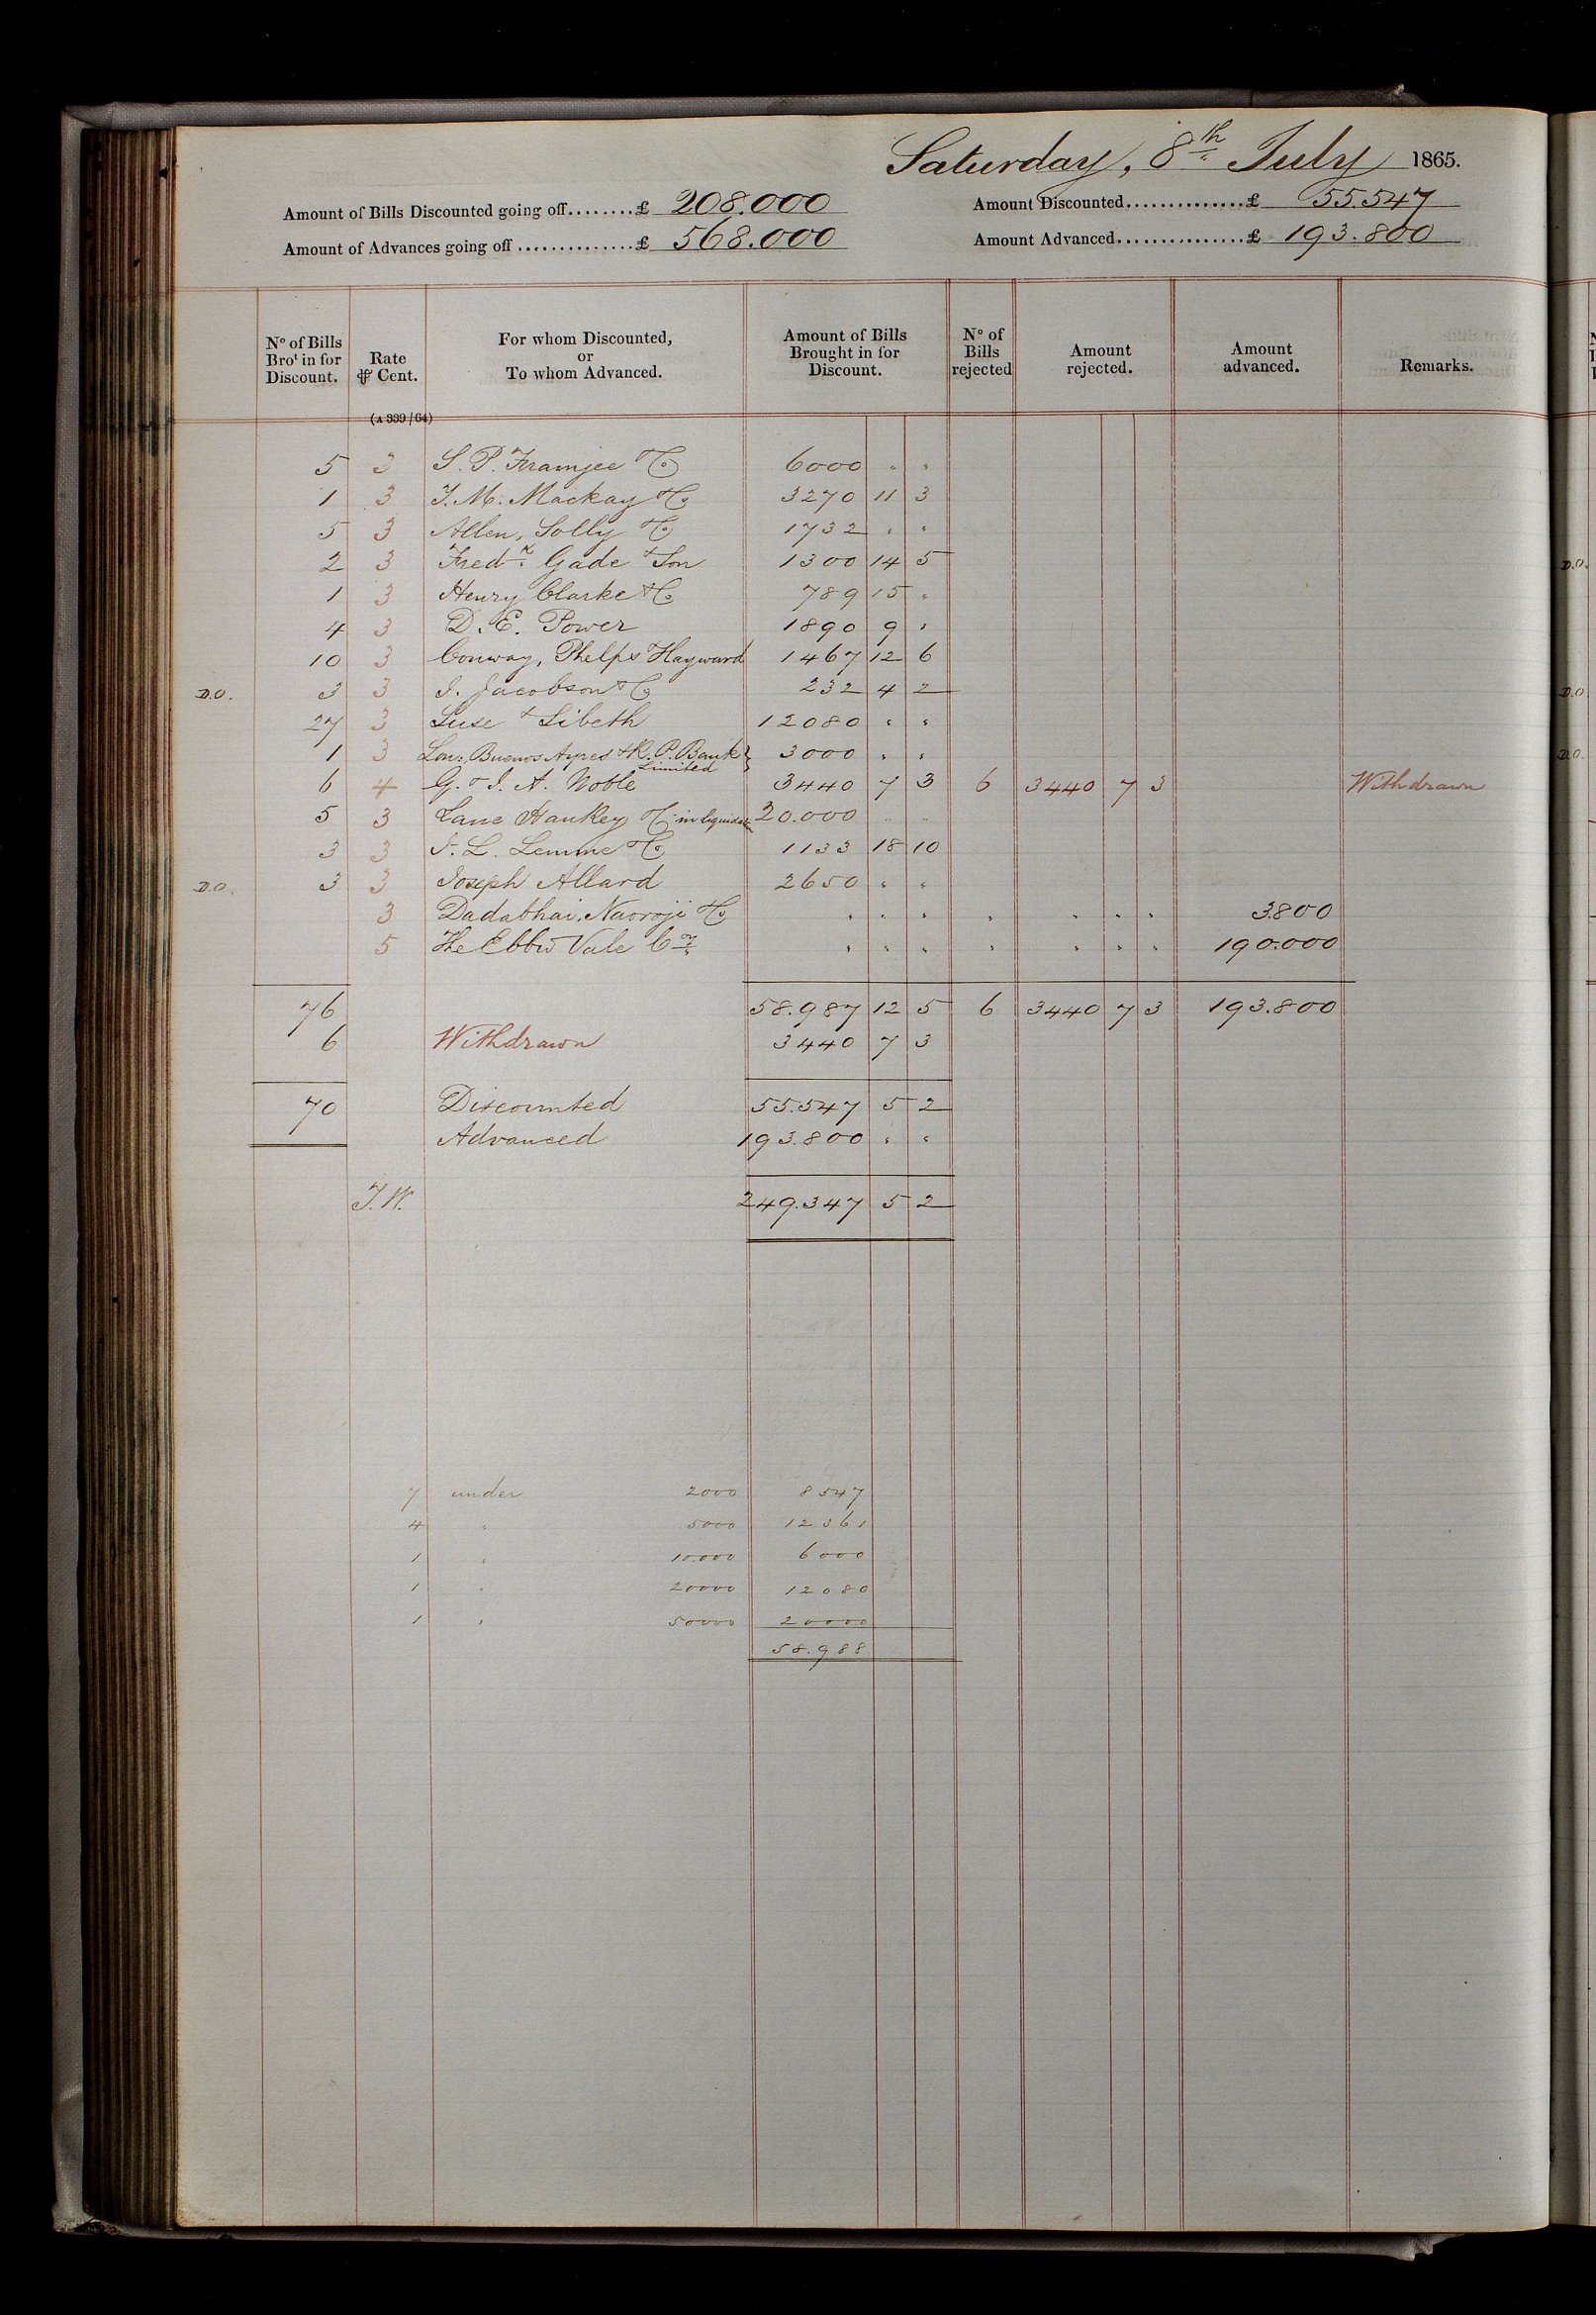 Saturday, 8th July 1865.
Amount of Bills Discounted going off........£ 208.000 Amount Discounted..............£ 55.547
Amount of Advances going off..............£ 568.000 Amount Advanced................£ 193.800
No of Bills Brot in for Discount. Rate ⅌ Cent. For whom Discounted, or To whom Advanced. Amount of Bills Brought in for Discount. No of Bills rejected Amount rejected. Amount advanced. Remarks.
(A 339/64)
5 3 S. P. Framjee & Co 6000 " "
1 3 T. M. Mackay & Co 3270 11 3
5 3 Allen, Solly & Co 1732 " "
2 3 Fredk Gade & Son 1300 14 5
1 3 Henry Clarke & Co 789 15 "
4 3 D. E. Power 1890 9 "
10 3 Conway, Phelps & Hayward 1467 12 6
D.O. 3 3 I. Jacobson & Co 232 4 2
27 3 Suse & Sibeth 12080 " "
1 3 Lon: Buenos Ayres & R. P. Bank Limited } 3000 " "
6 4 G. & J. A. Noble 3440 7 3 6 3440 7 3 Withdrawn
5 3 Lane Hankey & Co in liquidatn 20.000 " "
3 3 J. L. Lemme & Co 1133 18 10
D.O. 3 3 Joseph Allard 2650 " "
3 Dadabhai, Naoroji & Co " " " " " " " 3.800
5 The Ebbw Vale Coy " " " " " " " 190.000
76 58.987 12 5 6 3440 7 3 193.800
6 Withdrawn 3440 7 3
70 Discounted 55.547 5 2
Advanced 193.800 " "
T.W. 249.347 5 2
7 under 2000 8547
4 " 5000 12361
1 " 10.000 6000
1 " 20000 12080
1 " 50000 20000
58.988
D.O.
D.O
D.O.